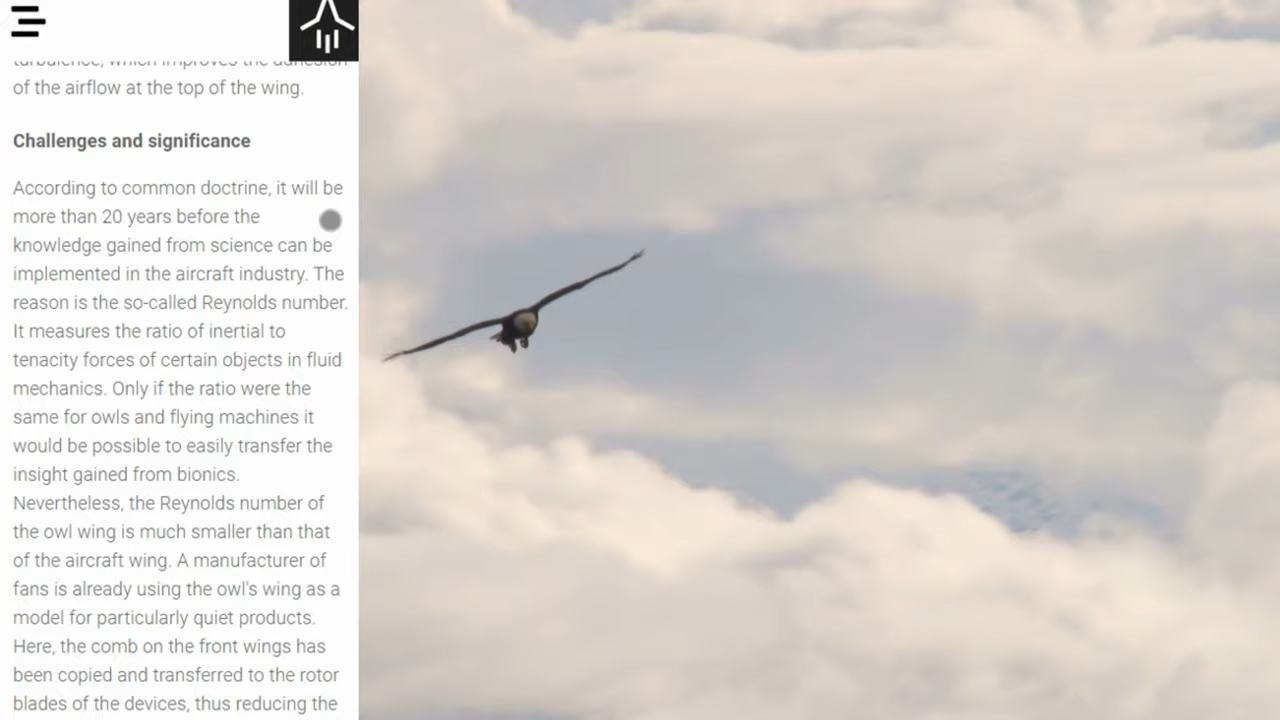 turbulence, which improves the adhesion
of the airflow at the top of the wing.
Challenges and significance
According to common doctrine, it will be
more than 20 years before the
knowledge gained from science can be
implemented in the aircraft industry. The
reason is the so-called Reynolds number.
It measures the ratio of inertial to
tenacity forces of certain objects in fluid
mechanics. Only if the ratio were the
same for owls and flying machines it
would be possible to easily transfer the
insight gained from bionics.
Nevertheless, the Reynolds number of
the owl wing is much smaller than that
of the aircraft wing. A manufacturer of
fans is already using the owl's wing as a
model for particularly quiet products.
Here, the comb on the front wings has
been copied and transferred to the rotor
blades of the devices, thus reducing the